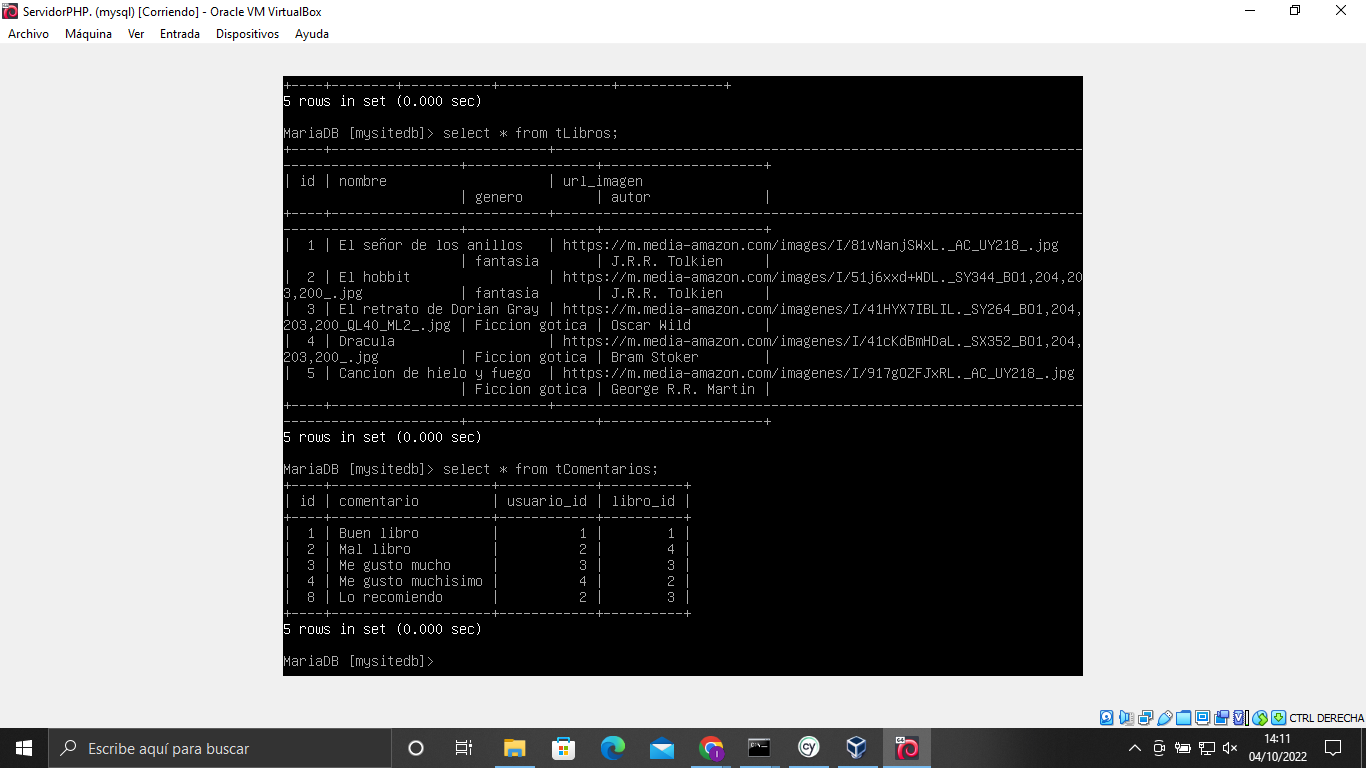 ServidorPHP. (mysql) [Corriendo] - Oracle VM VirtualBox
Archivo Máquina Ver Entrada Dispositivos Ayuda
+----+--------+-----------+--------------+-------------+
5 rows in set (0.000 sec)
MariaDB [mysitedb]> select * from tLibros;
+----+---------------------------+------------------------------------------------------------------
----------------------+----------------+--------------------+
| id | nombre                    | url_imagen
                      | genero         | autor              |
+----+---------------------------+------------------------------------------------------------------
----------------------+----------------+--------------------+
|  1 | El señor de los anillos   | https://m.media-amazon.com/images/I/81vNanjSWxL._AC_UY218_.jpg
                      | fantasia       | J.R.R. Tolkien     |
|  2 | El hobbit                 | https://m.media-amazon.com/imagenes/I/51j6xxd+WDL._SY344_BO1,204,20
3,200_.jpg            | fantasia       | J.R.R. Tolkien     |
|  3 | El retrato de Dorian Gray | https://m.media-amazon.com/imagenes/I/41HYX7IBLIL._SY264_BO1,204,
203,200_QL40_ML2_.jpg | Ficcion gotica | Oscar Wild         |
|  4 | Dracula                   | https://m.media-amazon.com/imagenes/I/41cKdBmHDaL._SX352_BO1,204,
203,200_.jpg          | Ficcion gotica | Bram Stoker        |
|  5 | Cancion de hielo y fuego  | https://m.media-amazon.com/imagenes/I/917gOZFJxRL._AC_UY218_.jpg
                      | Ficcion gotica | George R.R. Martin |
+----+---------------------------+------------------------------------------------------------------
----------------------+----------------+--------------------+
5 rows in set (0.000 sec)
MariaDB [mysitedb]> select * from tComentarios;
+----+--------------------+------------+----------+
| id | comentario         | usuario_id | libro_id |
+----+--------------------+------------+----------+
|  1 | Buen libro         |          1 |        1 |
|  2 | Mal libro          |          2 |        4 |
|  3 | Me gusto mucho     |          3 |        3 |
|  4 | Me gusto muchisimo |          4 |        2 |
|  8 | Lo recomiendo      |          2 |        3 |
+----+--------------------+------------+----------+
5 rows in set (0.000 sec)
MariaDB [mysitedb]>
CTRL DERECHA
Escribe aquí para buscar
14:11
04/10/2022